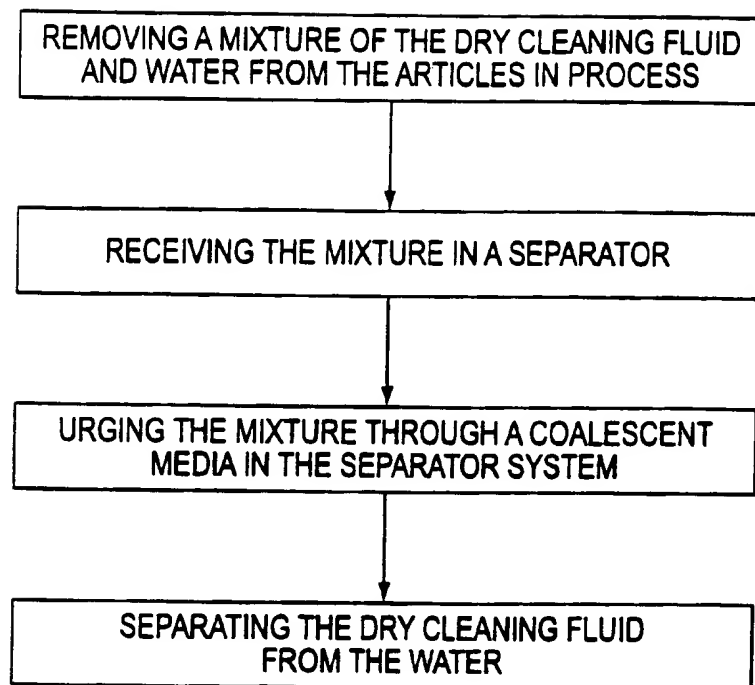 REMOVING A MIXTURE OF THE DRY CLEANING FLUID
AND WATER FROM THE ARTICLES IN PROCESS
RECEIVING THE MIXTURE IN A SEPARATOR
URGING THE MIXTURE THROUGH A COALESCENT
MEDIA IN THE SEPARATOR SYSTEM
SEPARATING THE DRY CLEANING FLUID
FROM THE WATER